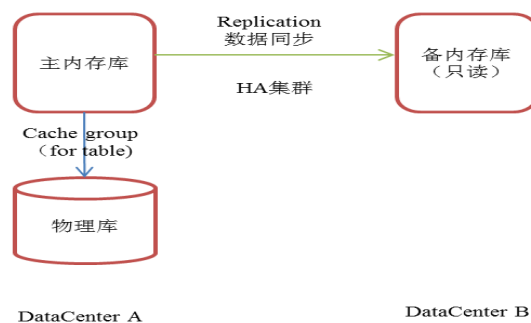 Replication
数据同步
主内存库
备内存库
（只读）
HA集群
Cache group
（for table)
物理库
DataCenter A
DataCenter B